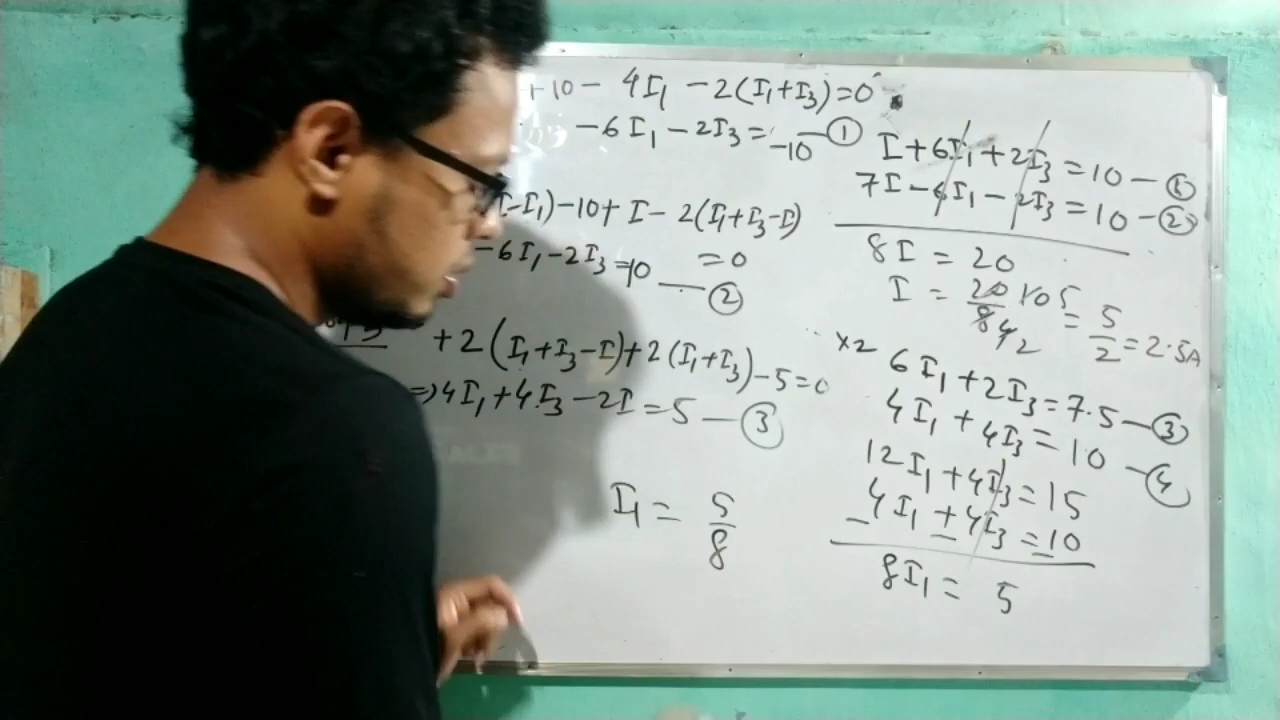 +10 - 4I₁ - 2(I₁+I₃)=0
-6I₁ - 2I₃ = -10 — ①
I-I₁)-10+I-2(I₁+I₃-I)
=0
-6I₁-2I₃=10 — ②
+2(I₁+I₃-I)+2(I₁+I₃)-5=0
=>4I₁+4I₃-2I=5 — ③
I₁ = 5/8
I+6I₁+2I₃=10 — ①
7I-6I₁-2I₃=10 — ②
8I = 20
I = = 5/2 = 2.5A
×2 6I₁+2I₃=7.5 — ③
4I₁+4I₃=10 — ④
12I₁+4I₃=15
4I₁+4I₃=10
- - -
8I₁ = 5